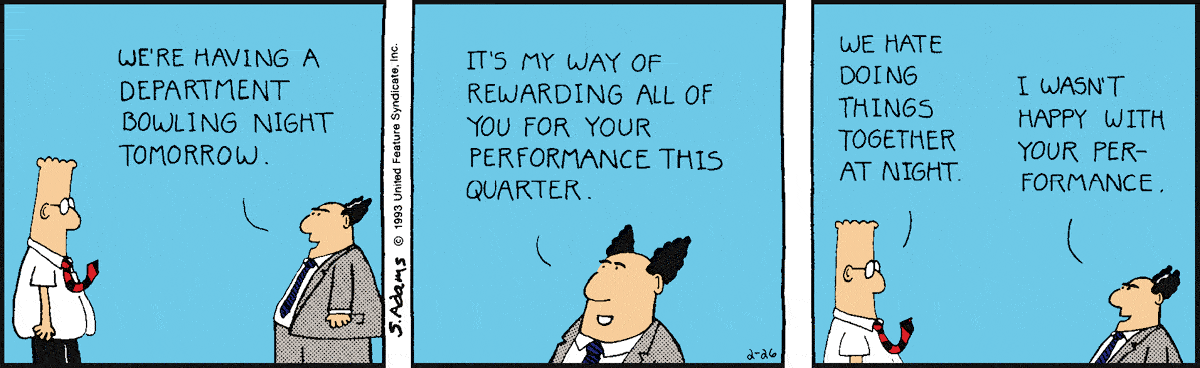 WE'RE HAVING A
DEPARTMENT
BOWLING NIGHT
TOMORROW.
S. Adams
© 1993 United Feature Syndicate, Inc.
IT'S MY WAY OF
REWARDING ALL OF
YOU FOR YOUR
PERFORMANCE THIS
QUARTER.
2-26
WE HATE
DOING
THINGS
TOGETHER
AT NIGHT.
I WASN'T
HAPPY WITH
YOUR PER-
FORMANCE.